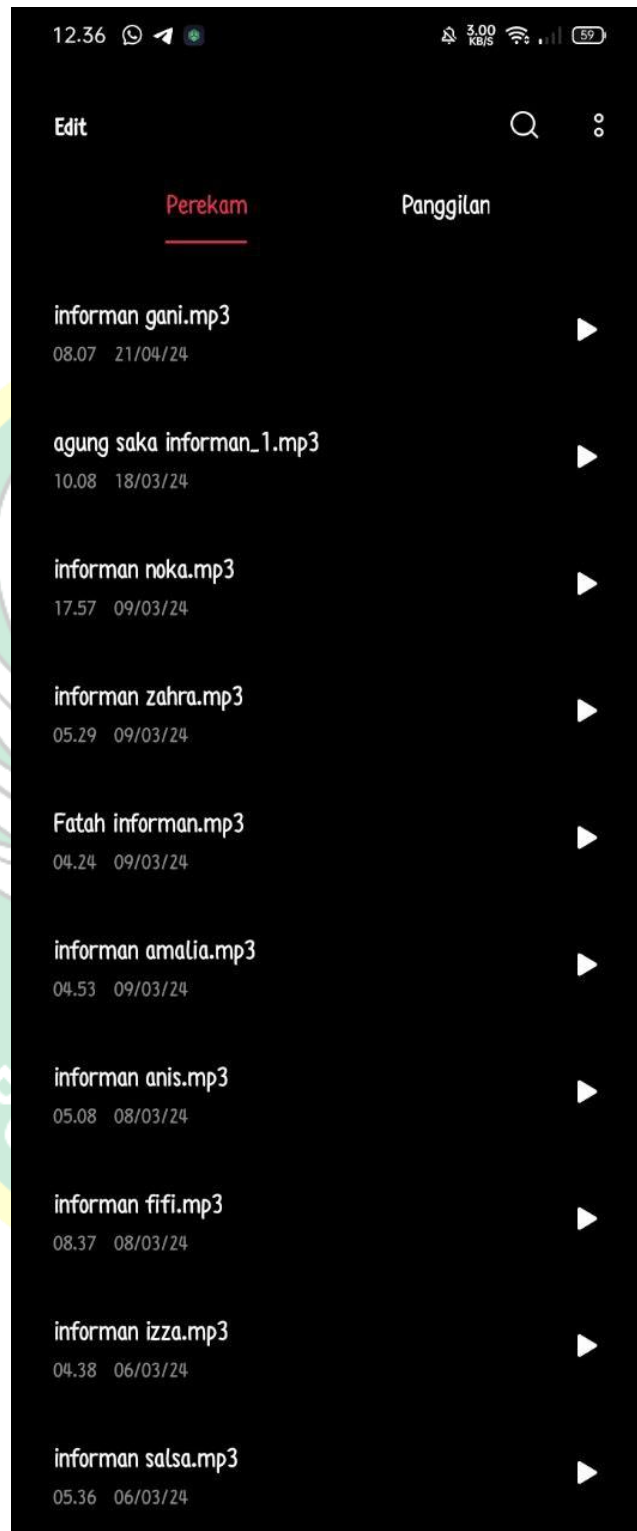 12.36 3.00 KB/S 59
Edit
Perekam Panggilan
informan gani.mp3
08.07 21/04/24
agung saka informan_1.mp3
10.08 18/03/24
informan noka.mp3
17.57 09/03/24
informan zahra.mp3
05.29 09/03/24
Fatah informan.mp3
04.24 09/03/24
informan amalia.mp3
04.53 09/03/24
informan anis.mp3
05.08 08/03/24
informan fifi.mp3
08.37 08/03/24
informan izza.mp3
04.38 06/03/24
informan salsa.mp3
05.36 06/03/24